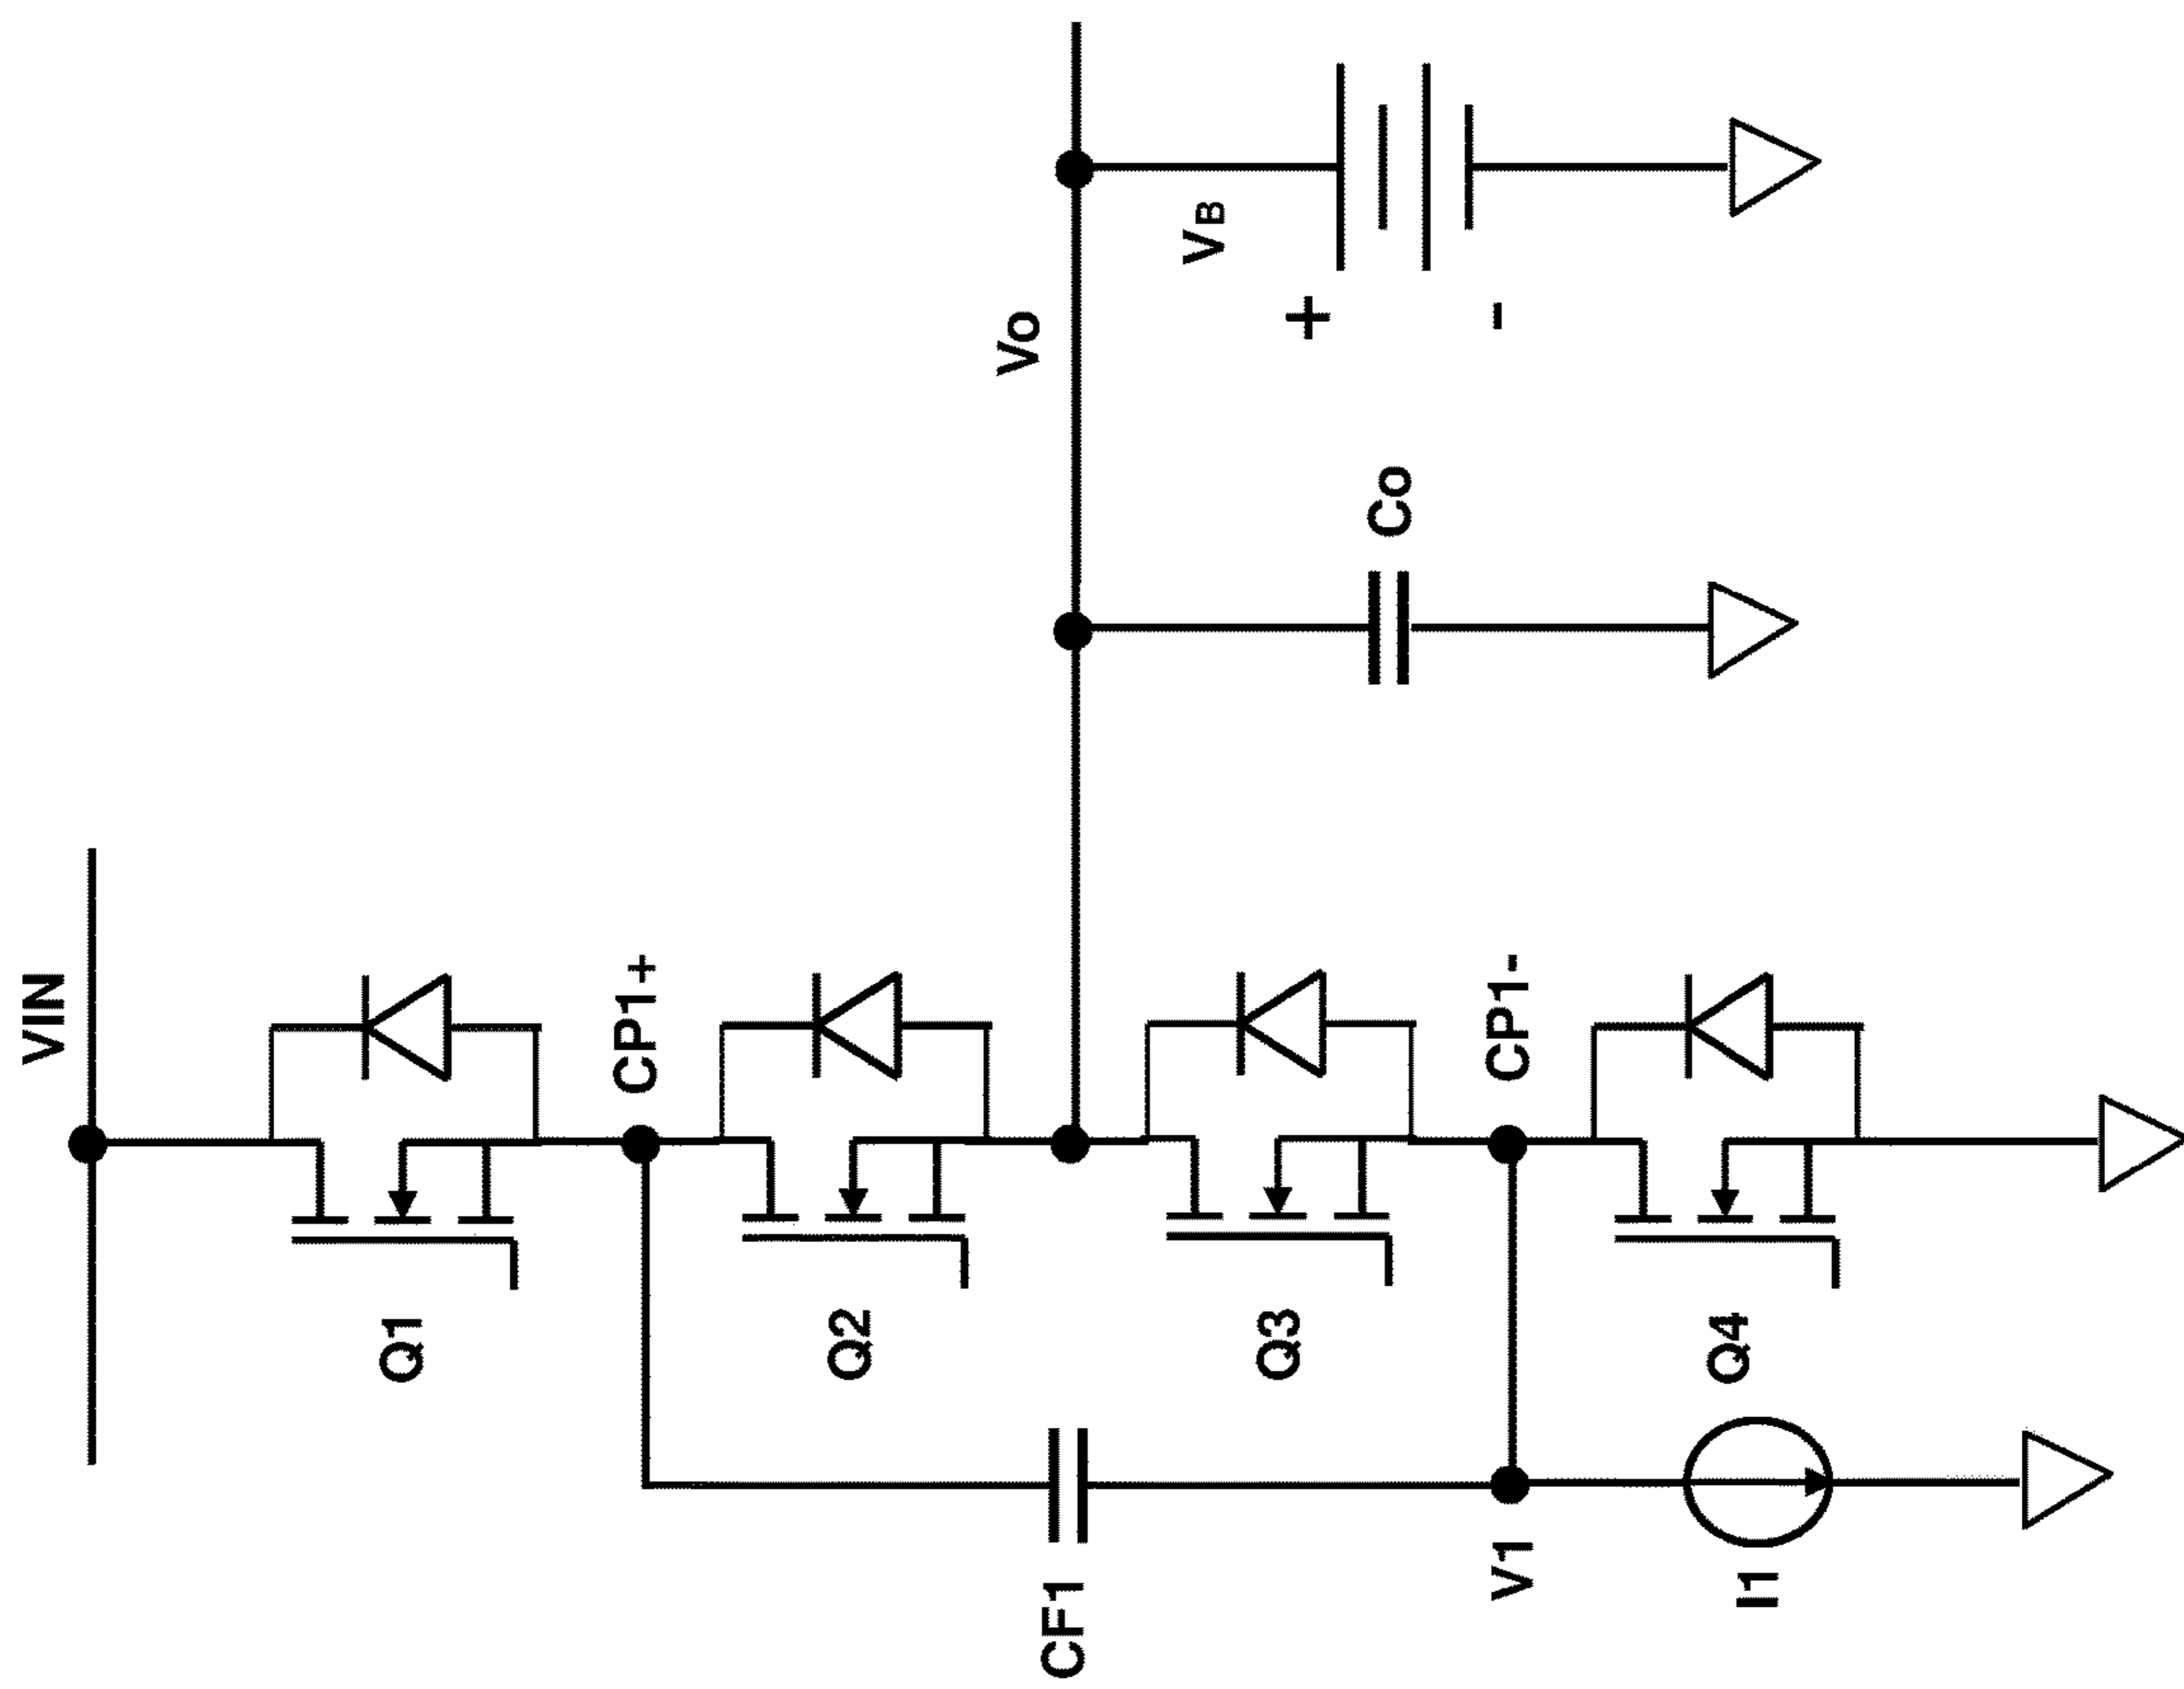 VIN
Q1
CP1+
Q2
Vo
VB
+
-
Co
CF1
Q3
CP1-
V1
Q4
I1